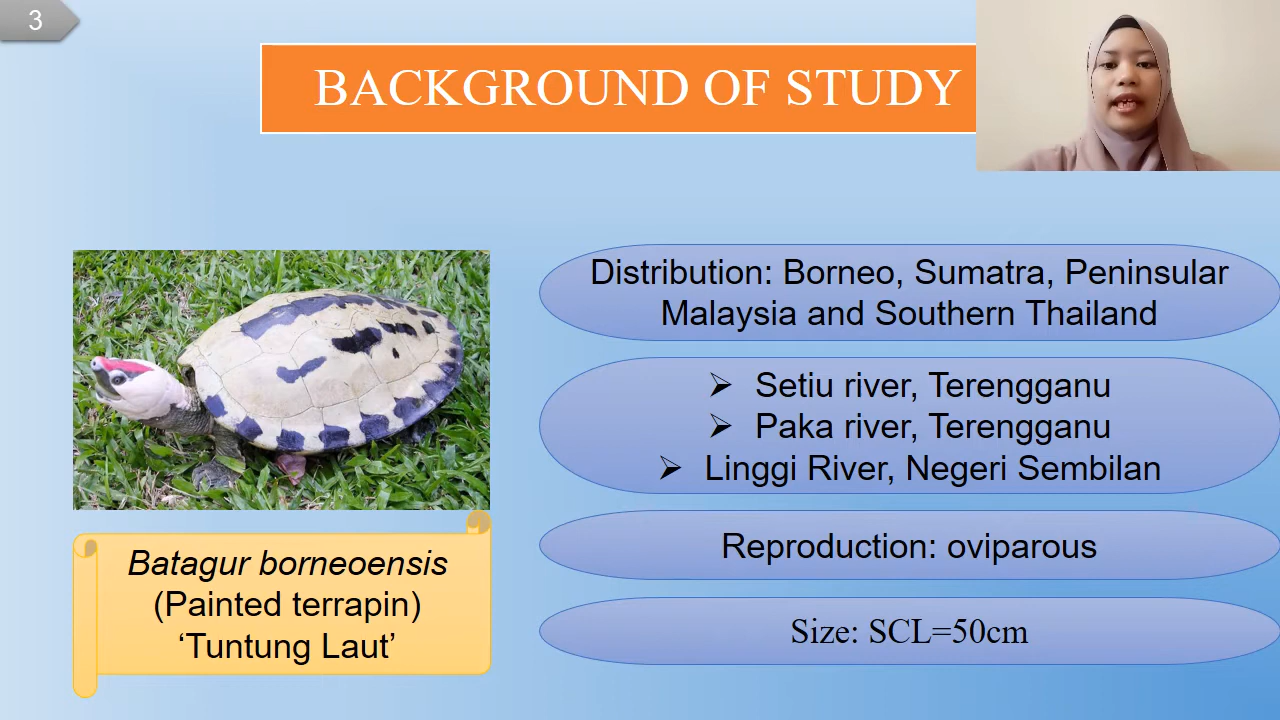 3
BACKGROUND OF STUDY
Distribution: Borneo, Sumatra, Peninsular
Malaysia and Southern Thailand
➢ Setiu river, Terengganu
➢ Paka river, Terengganu
➢ Linggi River, Negeri Sembilan
Reproduction: oviparous
Size: SCL=50cm
Batagur borneoensis
(Painted terrapin)
‘Tuntung Laut’